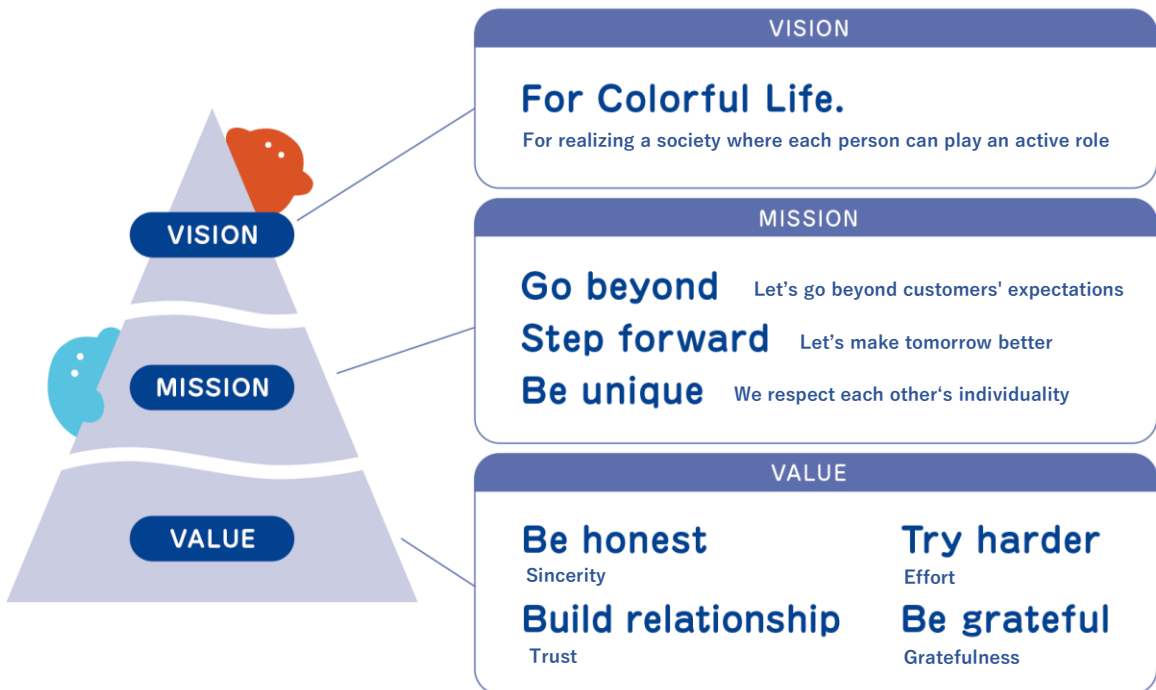 VISION
MISSION
VALUE
VISION
For Colorful Life.
For realizing a society where each person can play an active role
MISSION
Go beyond Let’s go beyond customers' expectations
Step forward Let’s make tomorrow better
Be unique We respect each other‘s individuality
VALUE
Be honest Try harder
Sincerity Effort
Build relationship Be grateful
Trust Gratefulness